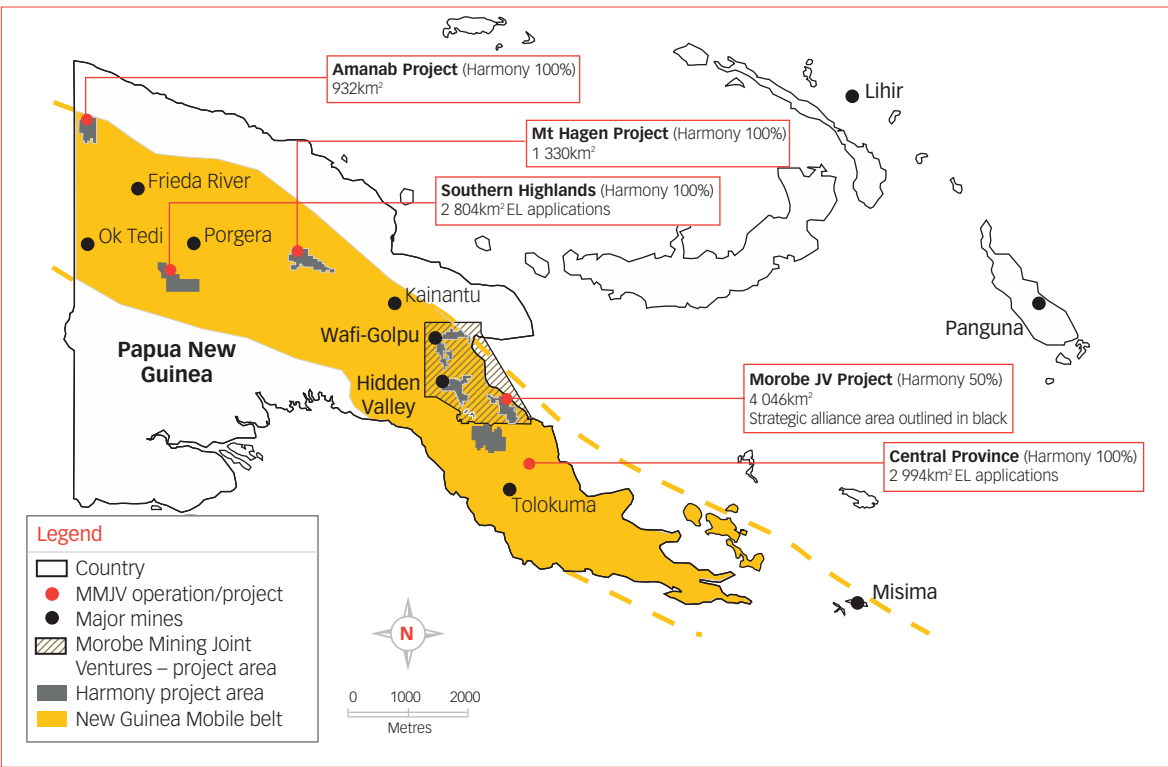 Amanab Project (Harmony 100%)
932km²
Lihir
Mt Hagen Project (Harmony 100%)
1 330km²
Southern Highlands (Harmony 100%)
2 804km² EL applications
Frieda River
Ok Tedi
Porgera
Kainantu
Wafi-Golpu
Panguna
Papua New
Guinea
Hidden
Valley
Morobe JV Project (Harmony 50%)
4 046km²
Strategic alliance area outlined in black
Central Province (Harmony 100%)
2 994km² EL applications
Tolokuma
Misima
Legend
Country
MMJV operation/project
Major mines
Morobe Mining Joint
Ventures – project area
Harmony project area
New Guinea Mobile belt
N
0 1000 2000
Metres